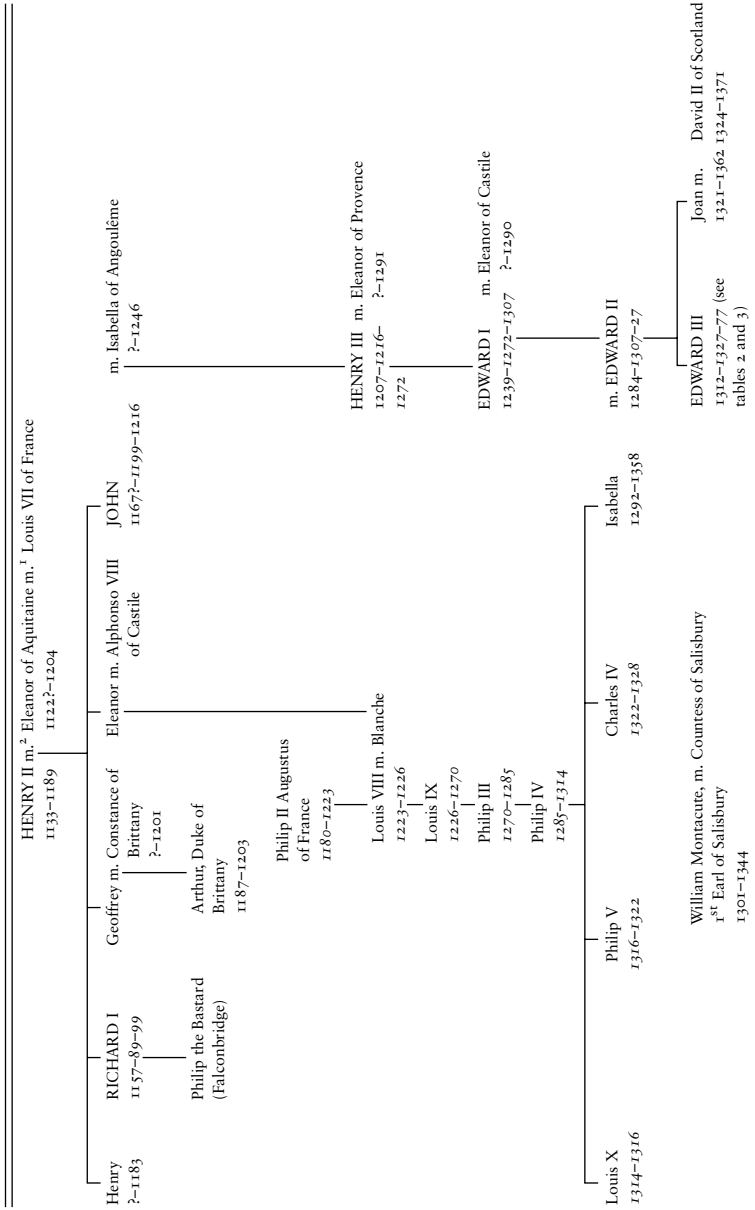 HENRY II m.² Eleanor of Aquitaine m.¹ Louis VII of France
1133–1189 1122?–1204
Henry
?–1183
RICHARD I
1157–89–99
Philip the Bastard
(Falconbridge)
Geoffrey m. Constance of
Brittany
?–1201
Arthur, Duke of
Brittany
1187–1203
Eleanor m. Alphonso VIII
of Castile
JOHN
1167?–1199–1216
m. Isabella of Angoulême
?–1246
Philip II Augustus
of France
1180–1223
Louis VIII m. Blanche
1223–1226
Louis IX
1226–1270
Philip III
1270–1285
Philip IV
1285–1314
HENRY III m. Eleanor of Provence
1207–1216– ?–1291
1272
EDWARD I m. Eleanor of Castile
1239–1272–1307 ?–1290
Louis X
1314–1316
Philip V
1316–1322
Charles IV
1322–1328
Isabella
1292–1358
m. EDWARD II
1284–1307–27
EDWARD III
1312–1327–77 (see
tables 2 and 3)
Joan m. David II of Scotland
1321–1362 1324–1371
William Montacute, m. Countess of Salisbury
1st Earl of Salisbury
1301–1344